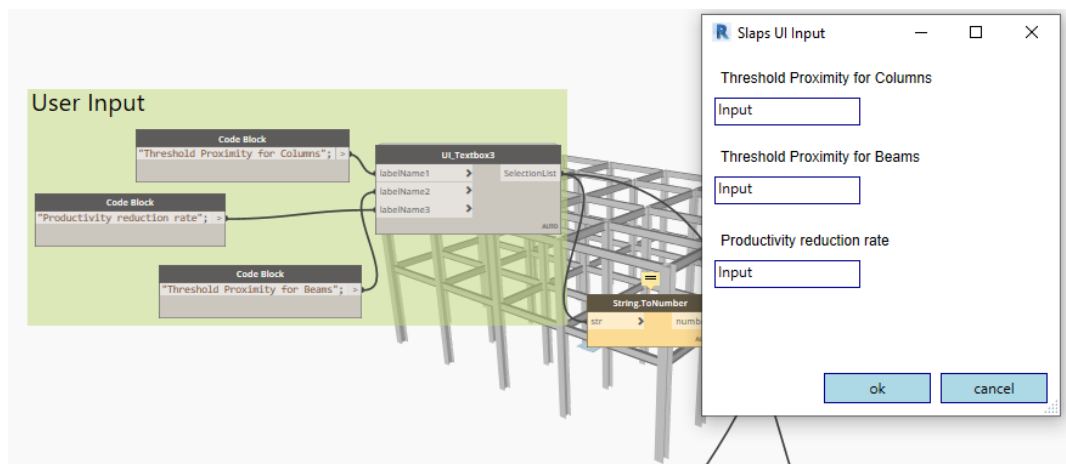 User Input
Code Block
"Threshold Proximity for Columns"; >
Code Block
"Productivity reduction rate"; >
Code Block
"Threshold Proximity for Beams"; >
UI_Textbox3
labelName1 > SelectionList
labelName2 >
labelName3 >
AUTO
String.ToNumber
str > numb
R Slaps UI Input
Threshold Proximity for Columns
Input
Threshold Proximity for Beams
Input
Productivity reduction rate
Input
ok cancel